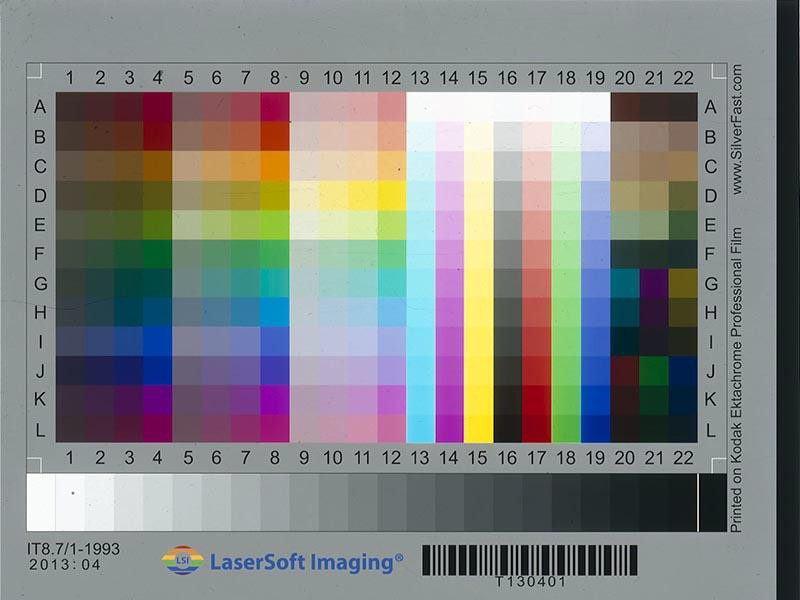 1 2 3 4 5 6 7 8 9 10 11 12 13 14 15 16 17 18 19 20 21 22
A A
B B
C C
D D
E E
F F
G G
H H
I I
J J
K K
L L
1 2 3 4 5 6 7 8 9 10 11 12 13 14 15 16 17 18 19 20 21 22
www.SilverFast.com
Printed on Kodak Ektachrome Professional Film
IT8.7/1-1993
2013:04
LSI
LaserSoft Imaging®
T130401